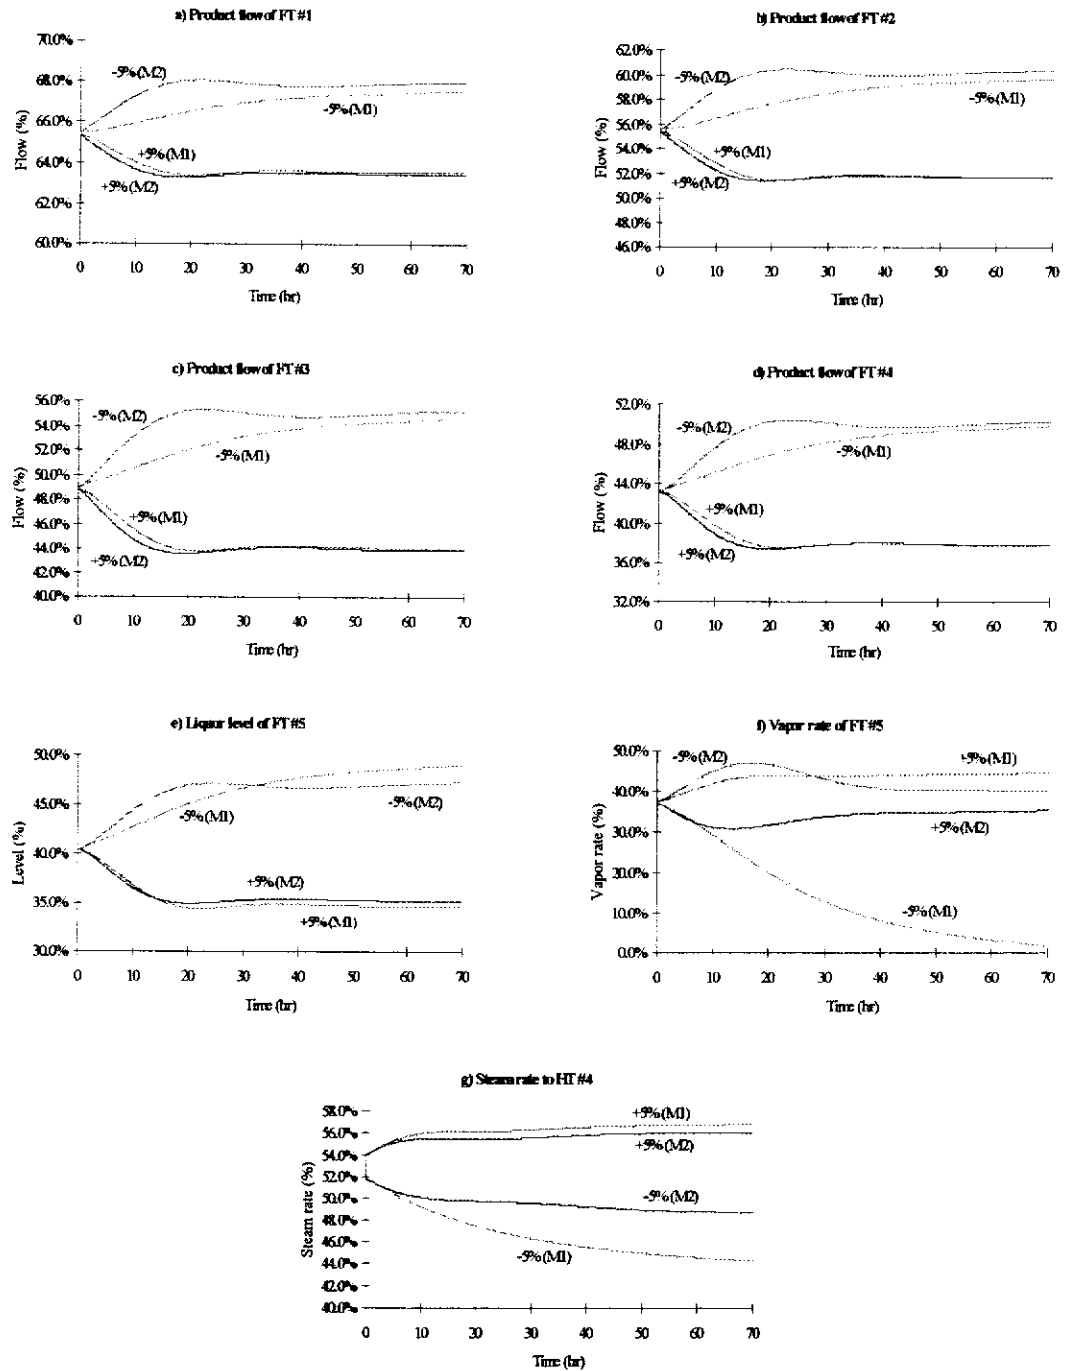 a) Product flow of FT #1
70.0%
68.0%
66.0%
64.0%
62.0%
60.0%
Flow (%)
-5% (M2)
-5% (M1)
+5% (M1)
+5% (M2)
0 10 20 30 40 50 60 70
Time (hr)
b) Product flow of FT #2
62.0%
60.0%
58.0%
56.0%
54.0%
52.0%
50.0%
48.0%
46.0%
Flow (%)
-5% (M2)
-5% (M1)
+5% (M1)
+5% (M2)
0 10 20 30 40 50 60 70
Time (hr)
c) Product flow of FT #3
56.0%
54.0%
52.0%
50.0%
48.0%
46.0%
44.0%
42.0%
40.0%
Flow (%)
-5% (M2)
-5% (M1)
+5% (M1)
+5% (M2)
0 10 20 30 40 50 60 70
Time (hr)
d) Product flow of FT #4
52.0%
48.0%
44.0%
40.0%
36.0%
32.0%
Flow (%)
-5% (M2)
-5% (M1)
+5% (M1)
+5% (M2)
0 10 20 30 40 50 60 70
Time (hr)
e) Liquor level of FT #5
50.0%
45.0%
40.0%
35.0%
30.0%
Level (%)
-5% (M2)
-5% (M1)
+5% (M2)
+5% (M1)
0 10 20 30 40 50 60 70
Time (hr)
f) Vapor rate of FT #5
50.0%
40.0%
30.0%
20.0%
10.0%
0.0%
Vapor rate (%)
-5% (M2)
+5% (M1)
+5% (M2)
-5% (M1)
0 10 20 30 40 50 60 70
Time (hr)
g) Steam rate to HT #4
58.0%
56.0%
54.0%
52.0%
50.0%
48.0%
46.0%
44.0%
42.0%
40.0%
Steam rate (%)
+5% (M1)
+5% (M2)
-5% (M2)
-5% (M1)
0 10 20 30 40 50 60 70
Time (hr)